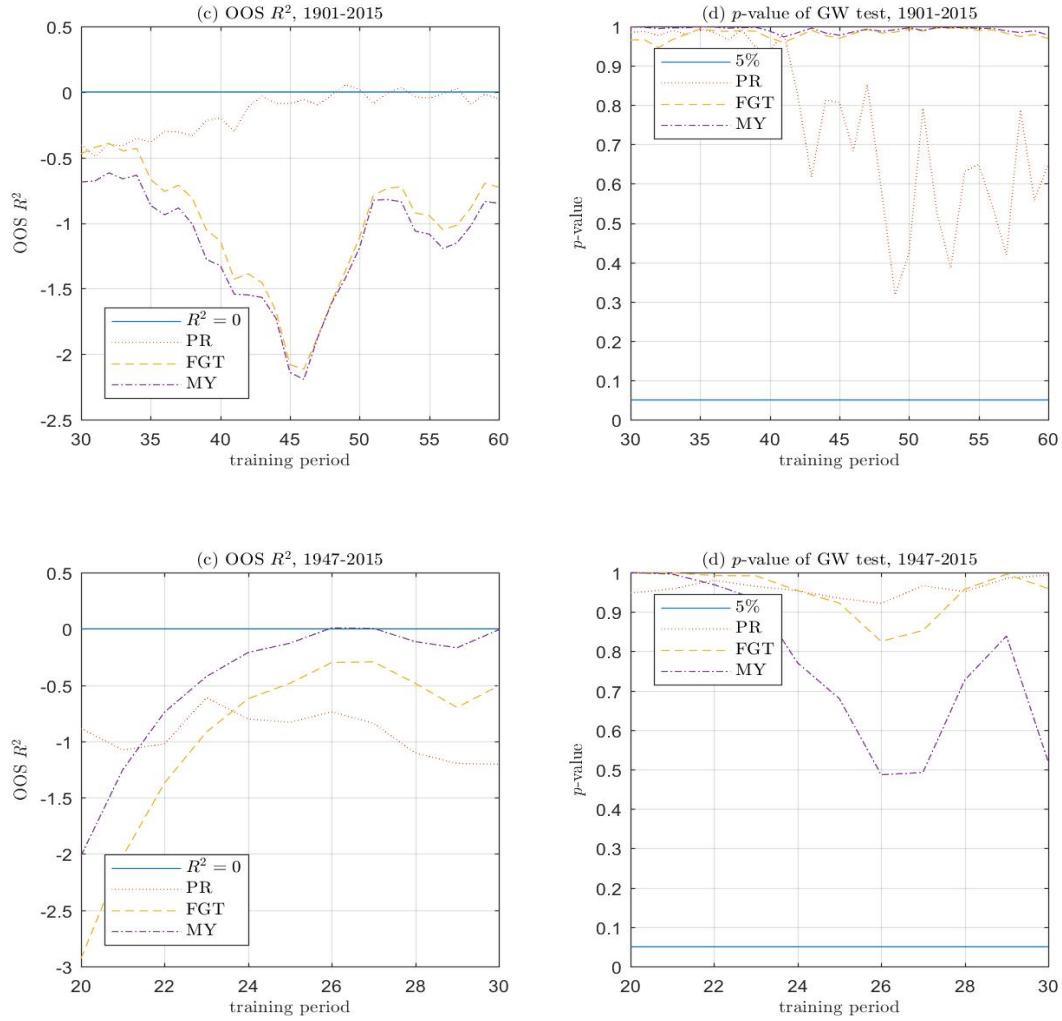 (c) OOS R², 1901-2015
0.5
0
-0.5
-1
-1.5
-2
-2.5
OOS R²
R² = 0
PR
FGT
MY
30 35 40 45 50 55 60
training period
(d) p-value of GW test, 1901-2015
1
0.9
0.8
0.7
0.6
0.5
0.4
0.3
0.2
0.1
0
p-value
5%
PR
FGT
MY
30 35 40 45 50 55 60
training period
(c) OOS R², 1947-2015
0.5
0
-0.5
-1
-1.5
-2
-2.5
-3
OOS R²
R² = 0
PR
FGT
MY
20 22 24 26 28 30
training period
(d) p-value of GW test, 1947-2015
1
0.9
0.8
0.7
0.6
0.5
0.4
0.3
0.2
0.1
0
p-value
5%
PR
FGT
MY
20 22 24 26 28 30
training period